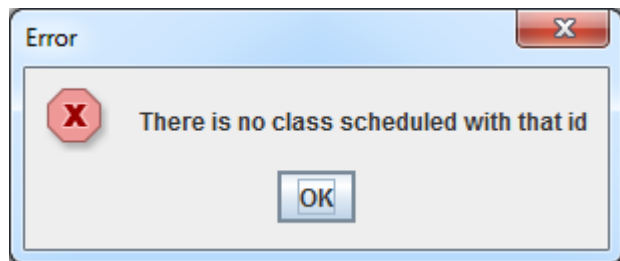 Error
There is no class scheduled with that id
OK